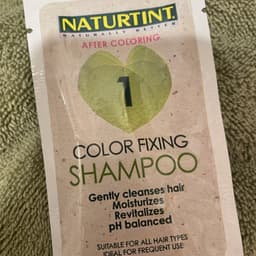 NATURTINT
NATURALLY BETTER
AFTER COLORING
1
COLOR FIXING
SHAMPOO
Gently cleanses hair
Moisturizes
Revitalizes
pH balanced
SUITABLE FOR ALL HAIR TYPES
IDEAL FOR FREQUENT USE